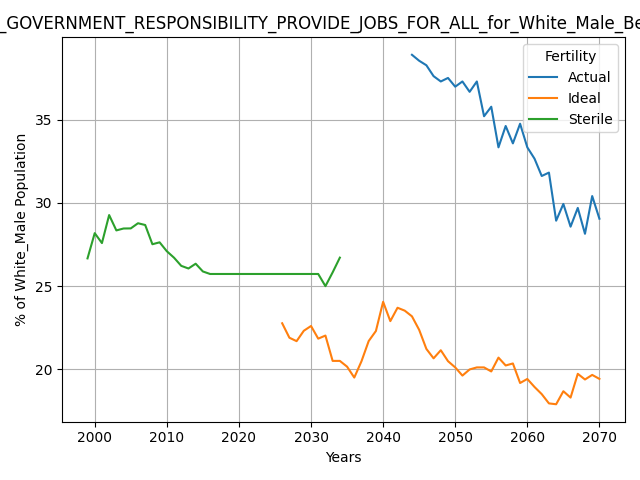 _GOVERNMENT_RESPONSIBILITY_PROVIDE_JOBS_FOR_ALL_for_White_Male_Be
Fertility
Actual
Ideal
Sterile
% of White_Male Population
35
30
25
20
2000 2010 2020 2030 2040 2050 2060 2070
Years